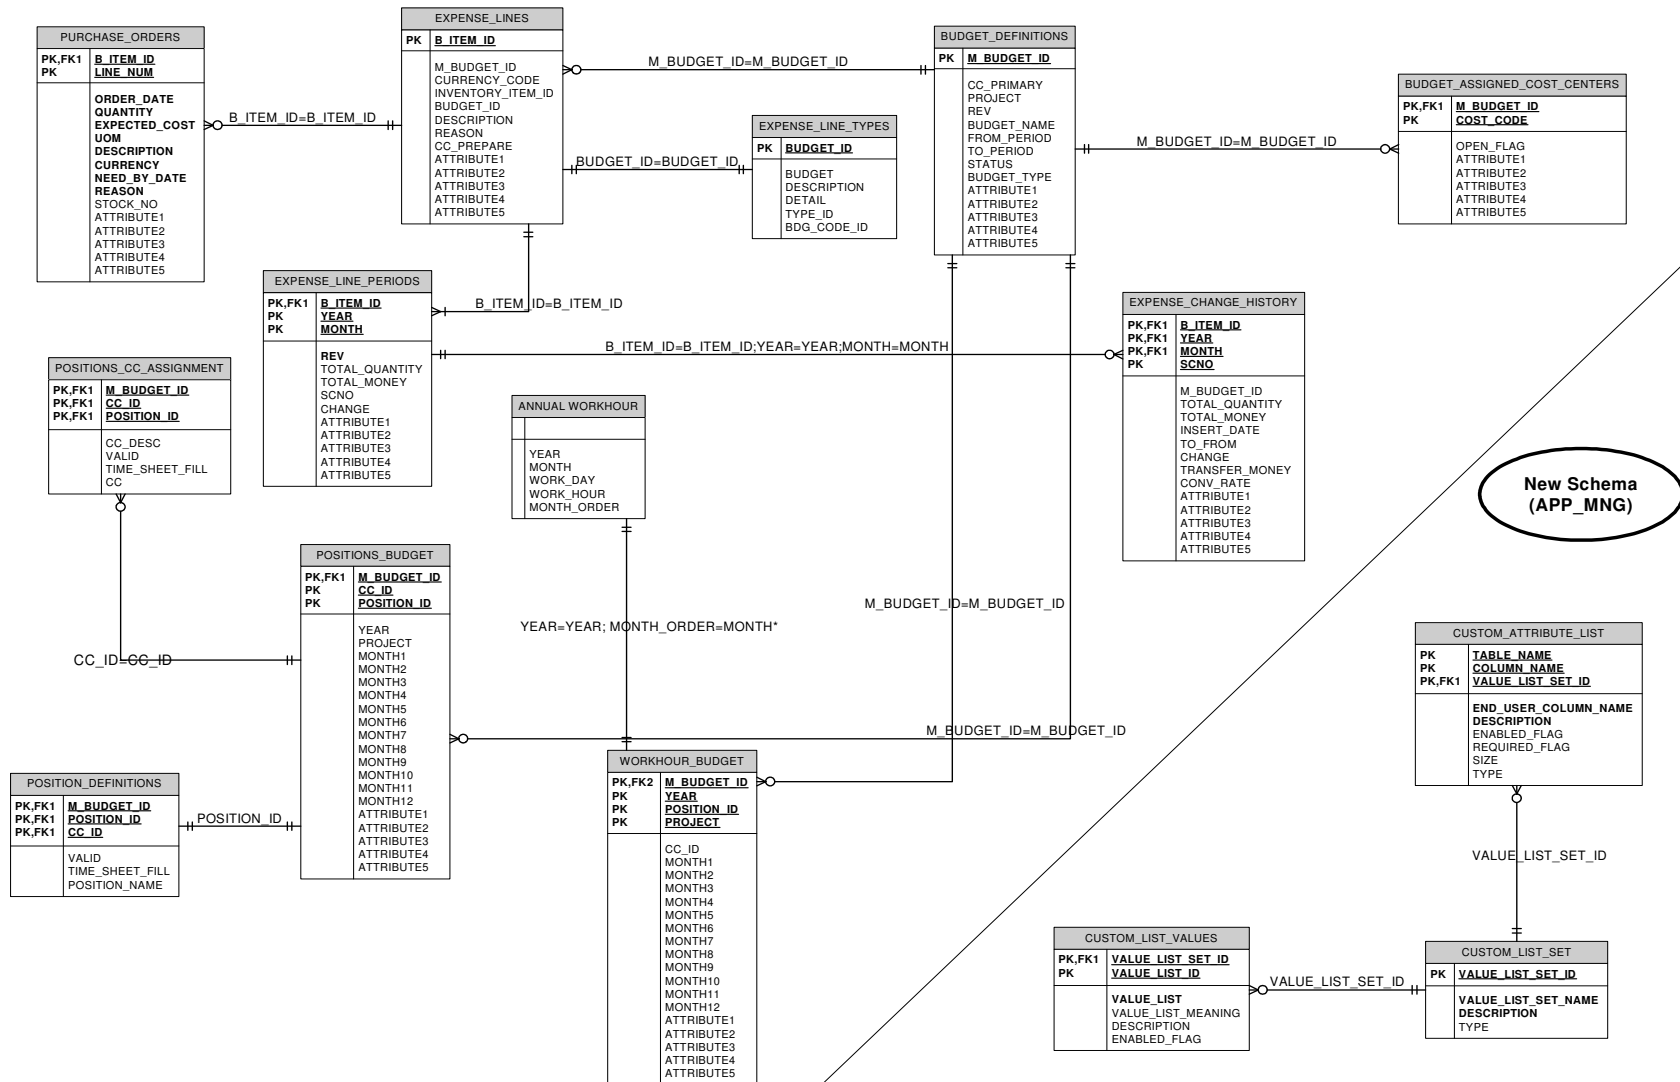 PURCHASE_ORDERS
PK,FK1 B_ITEM_ID
PK LINE_NUM
ORDER_DATE
QUANTITY
EXPECTED_COST
UOM
DESCRIPTION
CURRENCY
NEED_BY_DATE
REASON
STOCK_NO
ATTRIBUTE1
ATTRIBUTE2
ATTRIBUTE3
ATTRIBUTE4
ATTRIBUTE5
B_ITEM_ID=B_ITEM_ID
EXPENSE_LINES
PK B_ITEM_ID
M_BUDGET_ID
CURRENCY_CODE
INVENTORY_ITEM_ID
BUDGET_ID
DESCRIPTION
REASON
CC_PREPARE
ATTRIBUTE1
ATTRIBUTE2
ATTRIBUTE3
ATTRIBUTE4
ATTRIBUTE5
M_BUDGET_ID=M_BUDGET_ID
BUDGET_ID=BUDGET_ID
EXPENSE_LINE_TYPES
PK BUDGET_ID
BUDGET
DESCRIPTION
DETAIL
TYPE_ID
BDG_CODE_ID
BUDGET_DEFINITIONS
PK M_BUDGET_ID
CC_PRIMARY
PROJECT
REV
BUDGET_NAME
FROM_PERIOD
TO_PERIOD
STATUS
BUDGET_TYPE
ATTRIBUTE1
ATTRIBUTE2
ATTRIBUTE3
ATTRIBUTE4
ATTRIBUTE5
M_BUDGET_ID=M_BUDGET_ID
BUDGET_ASSIGNED_COST_CENTERS
PK,FK1 M_BUDGET_ID
PK COST_CODE
OPEN_FLAG
ATTRIBUTE1
ATTRIBUTE2
ATTRIBUTE3
ATTRIBUTE4
ATTRIBUTE5
EXPENSE_LINE_PERIODS
PK,FK1 B_ITEM_ID
PK YEAR
PK MONTH
REV
TOTAL_QUANTITY
TOTAL_MONEY
SCNO
CHANGE
ATTRIBUTE1
ATTRIBUTE2
ATTRIBUTE3
ATTRIBUTE4
ATTRIBUTE5
B_ITEM_ID=B_ITEM_ID
B_ITEM_ID=B_ITEM_ID;YEAR=YEAR;MONTH=MONTH
EXPENSE_CHANGE_HISTORY
PK,FK1 B_ITEM_ID
PK,FK1 YEAR
PK,FK1 MONTH
PK SCNO
M_BUDGET_ID
TOTAL_QUANTITY
TOTAL_MONEY
INSERT_DATE
TO_FROM
CHANGE
TRANSFER_MONEY
CONV_RATE
ATTRIBUTE1
ATTRIBUTE2
ATTRIBUTE3
ATTRIBUTE4
ATTRIBUTE5
POSITIONS_CC_ASSIGNMENT
PK,FK1 M_BUDGET_ID
PK,FK1 CC_ID
PK,FK1 POSITION_ID
CC_DESC
VALID
TIME_SHEET_FILL
CC
CC_ID=CC_ID
ANNUAL WORKHOUR
YEAR
MONTH
WORK_DAY
WORK_HOUR
MONTH_ORDER
YEAR=YEAR; MONTH_ORDER=MONTH*
New Schema
(APP_MNG)
POSITIONS_BUDGET
PK,FK1 M_BUDGET_ID
PK CC_ID
PK POSITION_ID
YEAR
PROJECT
MONTH1
MONTH2
MONTH3
MONTH4
MONTH5
MONTH6
MONTH7
MONTH8
MONTH9
MONTH10
MONTH11
MONTH12
ATTRIBUTE1
ATTRIBUTE2
ATTRIBUTE3
ATTRIBUTE4
ATTRIBUTE5
M_BUDGET_ID=M_BUDGET_ID
M_BUDGET_ID=M_BUDGET_ID
POSITION_DEFINITIONS
PK,FK1 M_BUDGET_ID
PK,FK1 POSITION_ID
PK,FK1 CC_ID
VALID
TIME_SHEET_FILL
POSITION_NAME
POSITION_ID
WORKHOUR_BUDGET
PK,FK2 M_BUDGET_ID
PK YEAR
PK POSITION_ID
PK PROJECT
CC_ID
MONTH1
MONTH2
MONTH3
MONTH4
MONTH5
MONTH6
MONTH7
MONTH8
MONTH9
MONTH10
MONTH11
MONTH12
ATTRIBUTE1
ATTRIBUTE2
ATTRIBUTE3
ATTRIBUTE4
ATTRIBUTE5
CUSTOM_ATTRIBUTE_LIST
PK TABLE_NAME
PK COLUMN_NAME
PK,FK1 VALUE_LIST_SET_ID
END_USER_COLUMN_NAME
DESCRIPTION
ENABLED_FLAG
REQUIRED_FLAG
SIZE
TYPE
VALUE_LIST_SET_ID
CUSTOM_LIST_VALUES
PK,FK1 VALUE_LIST_SET_ID
PK VALUE_LIST_ID
VALUE_LIST
VALUE_LIST_MEANING
DESCRIPTION
ENABLED_FLAG
VALUE_LIST_SET_ID
CUSTOM_LIST_SET
PK VALUE_LIST_SET_ID
VALUE_LIST_SET_NAME
DESCRIPTION
TYPE